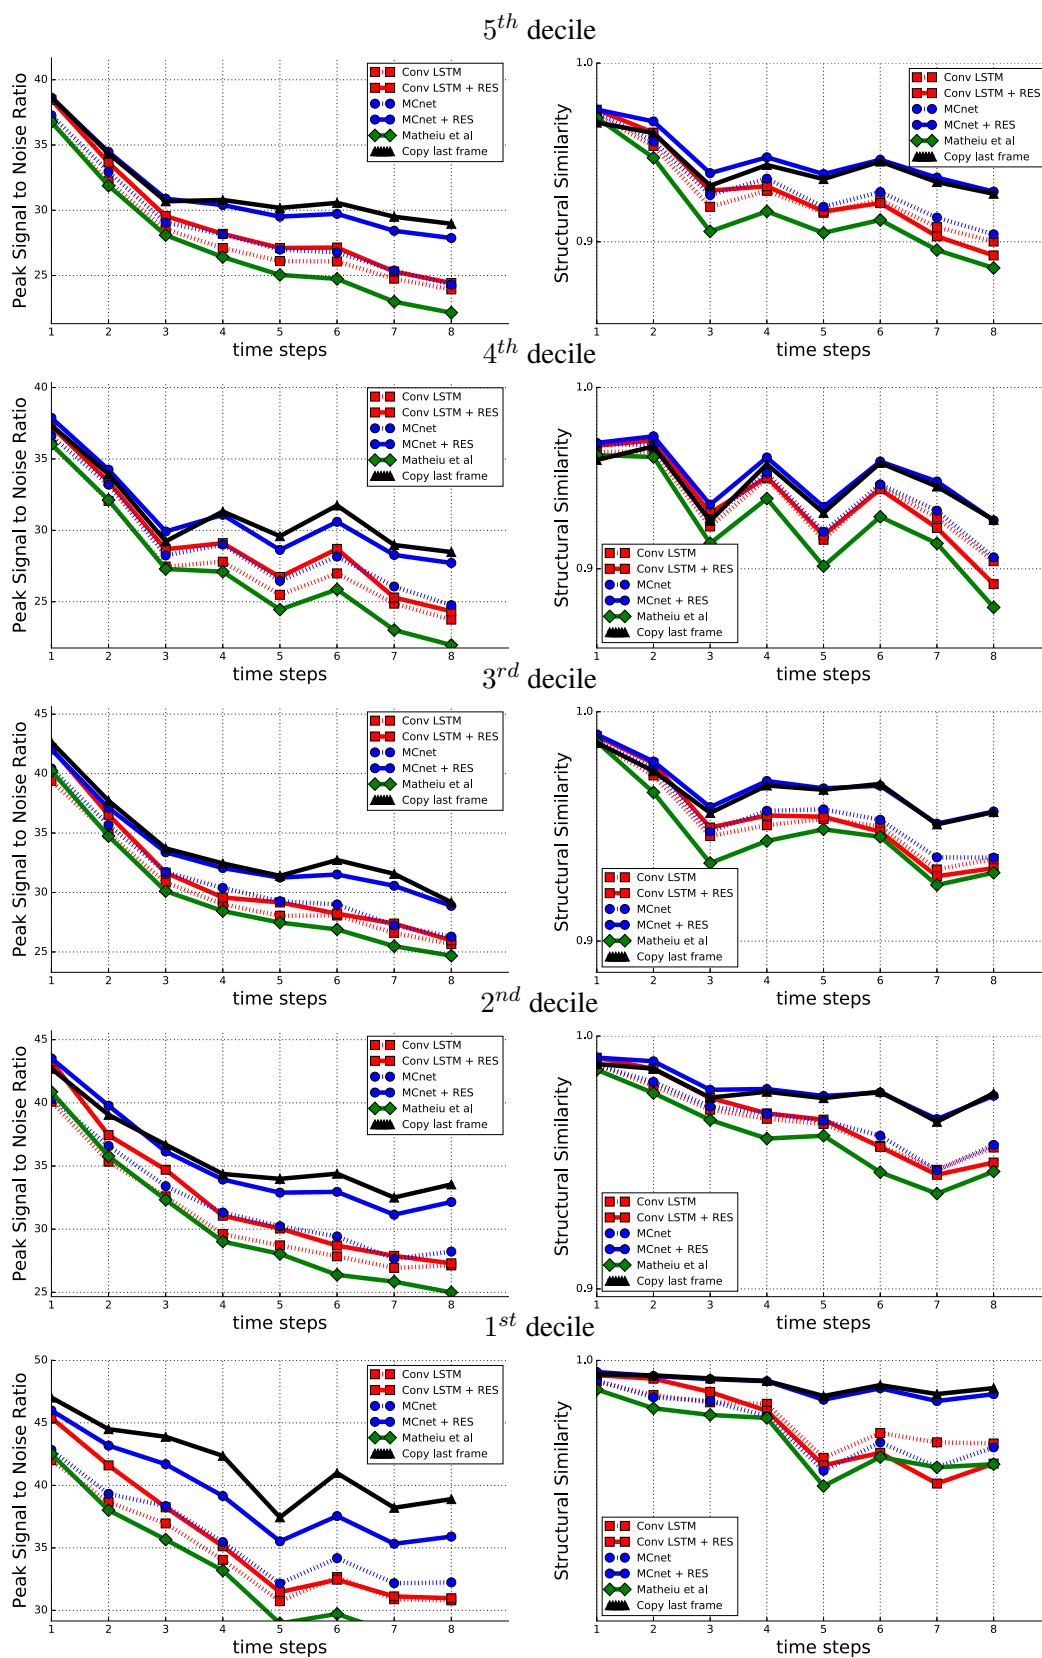 5th decile
Peak Signal to Noise Ratio
40
35
30
25
1 2 3 4 5 6 7 8
time steps
Conv LSTM
Conv LSTM + RES
MCnet
MCnet + RES
Matheiu et al
Copy last frame
Structural Similarity
1.0
0.9
1 2 3 4 5 6 7 8
time steps
Conv LSTM
Conv LSTM + RES
MCnet
MCnet + RES
Matheiu et al
Copy last frame
4th decile
Peak Signal to Noise Ratio
40
35
30
25
1 2 3 4 5 6 7 8
time steps
Conv LSTM
Conv LSTM + RES
MCnet
MCnet + RES
Matheiu et al
Copy last frame
Structural Similarity
1.0
0.9
1 2 3 4 5 6 7 8
time steps
Conv LSTM
Conv LSTM + RES
MCnet
MCnet + RES
Matheiu et al
Copy last frame
3rd decile
Peak Signal to Noise Ratio
45
40
35
30
25
1 2 3 4 5 6 7 8
time steps
Conv LSTM
Conv LSTM + RES
MCnet
MCnet + RES
Matheiu et al
Copy last frame
Structural Similarity
1.0
0.9
1 2 3 4 5 6 7 8
time steps
Conv LSTM
Conv LSTM + RES
MCnet
MCnet + RES
Matheiu et al
Copy last frame
2nd decile
Peak Signal to Noise Ratio
45
40
35
30
25
1 2 3 4 5 6 7 8
time steps
Conv LSTM
Conv LSTM + RES
MCnet
MCnet + RES
Matheiu et al
Copy last frame
Structural Similarity
1.0
0.9
1 2 3 4 5 6 7 8
time steps
Conv LSTM
Conv LSTM + RES
MCnet
MCnet + RES
Matheiu et al
Copy last frame
1st decile
Peak Signal to Noise Ratio
50
45
40
35
30
1 2 3 4 5 6 7 8
time steps
Conv LSTM
Conv LSTM + RES
MCnet
MCnet + RES
Matheiu et al
Copy last frame
Structural Similarity
1.0
1 2 3 4 5 6 7 8
time steps
Conv LSTM
Conv LSTM + RES
MCnet
MCnet + RES
Matheiu et al
Copy last frame